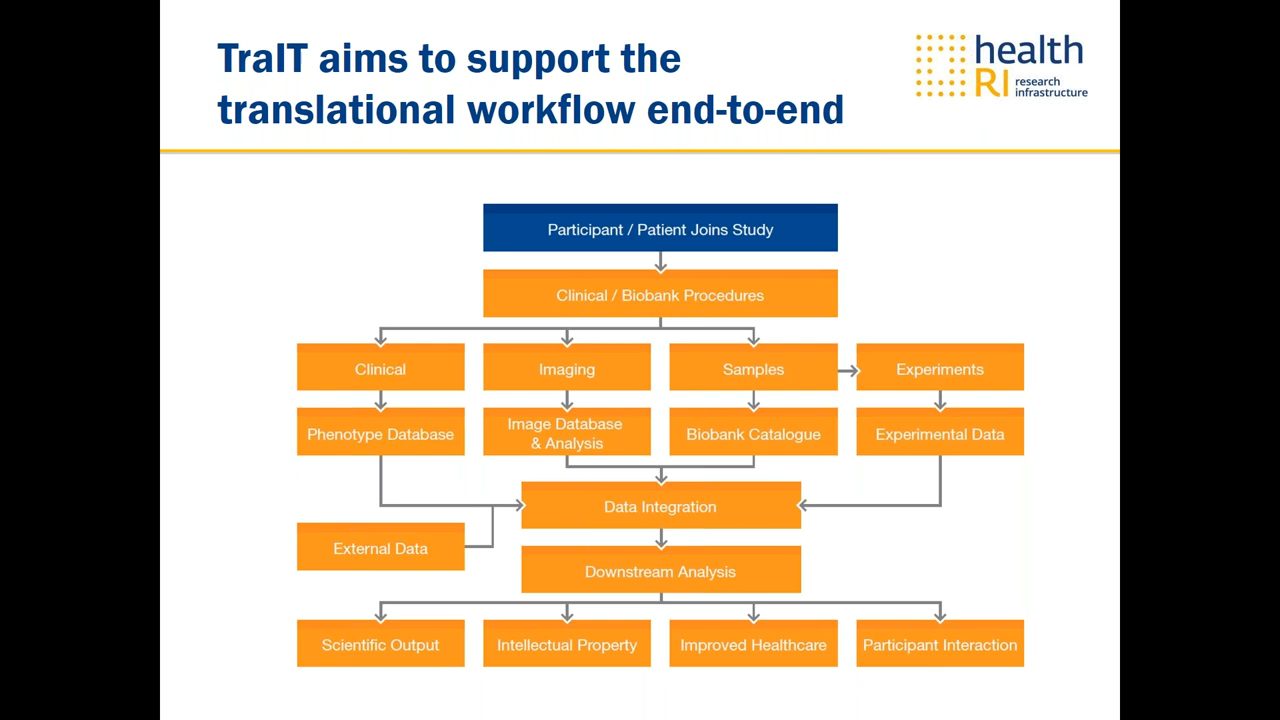 TraIT aims to support the
translational workflow end-to-end
health
RI research
infrastructure
Participant / Patient Joins Study
Clinical / Biobank Procedures
Clinical
Imaging
Samples
Experiments
Phenotype Database
Image Database
& Analysis
Biobank Catalogue
Experimental Data
Data Integration
External Data
Downstream Analysis
Scientific Output
Intellectual Property
Improved Healthcare
Participant Interaction